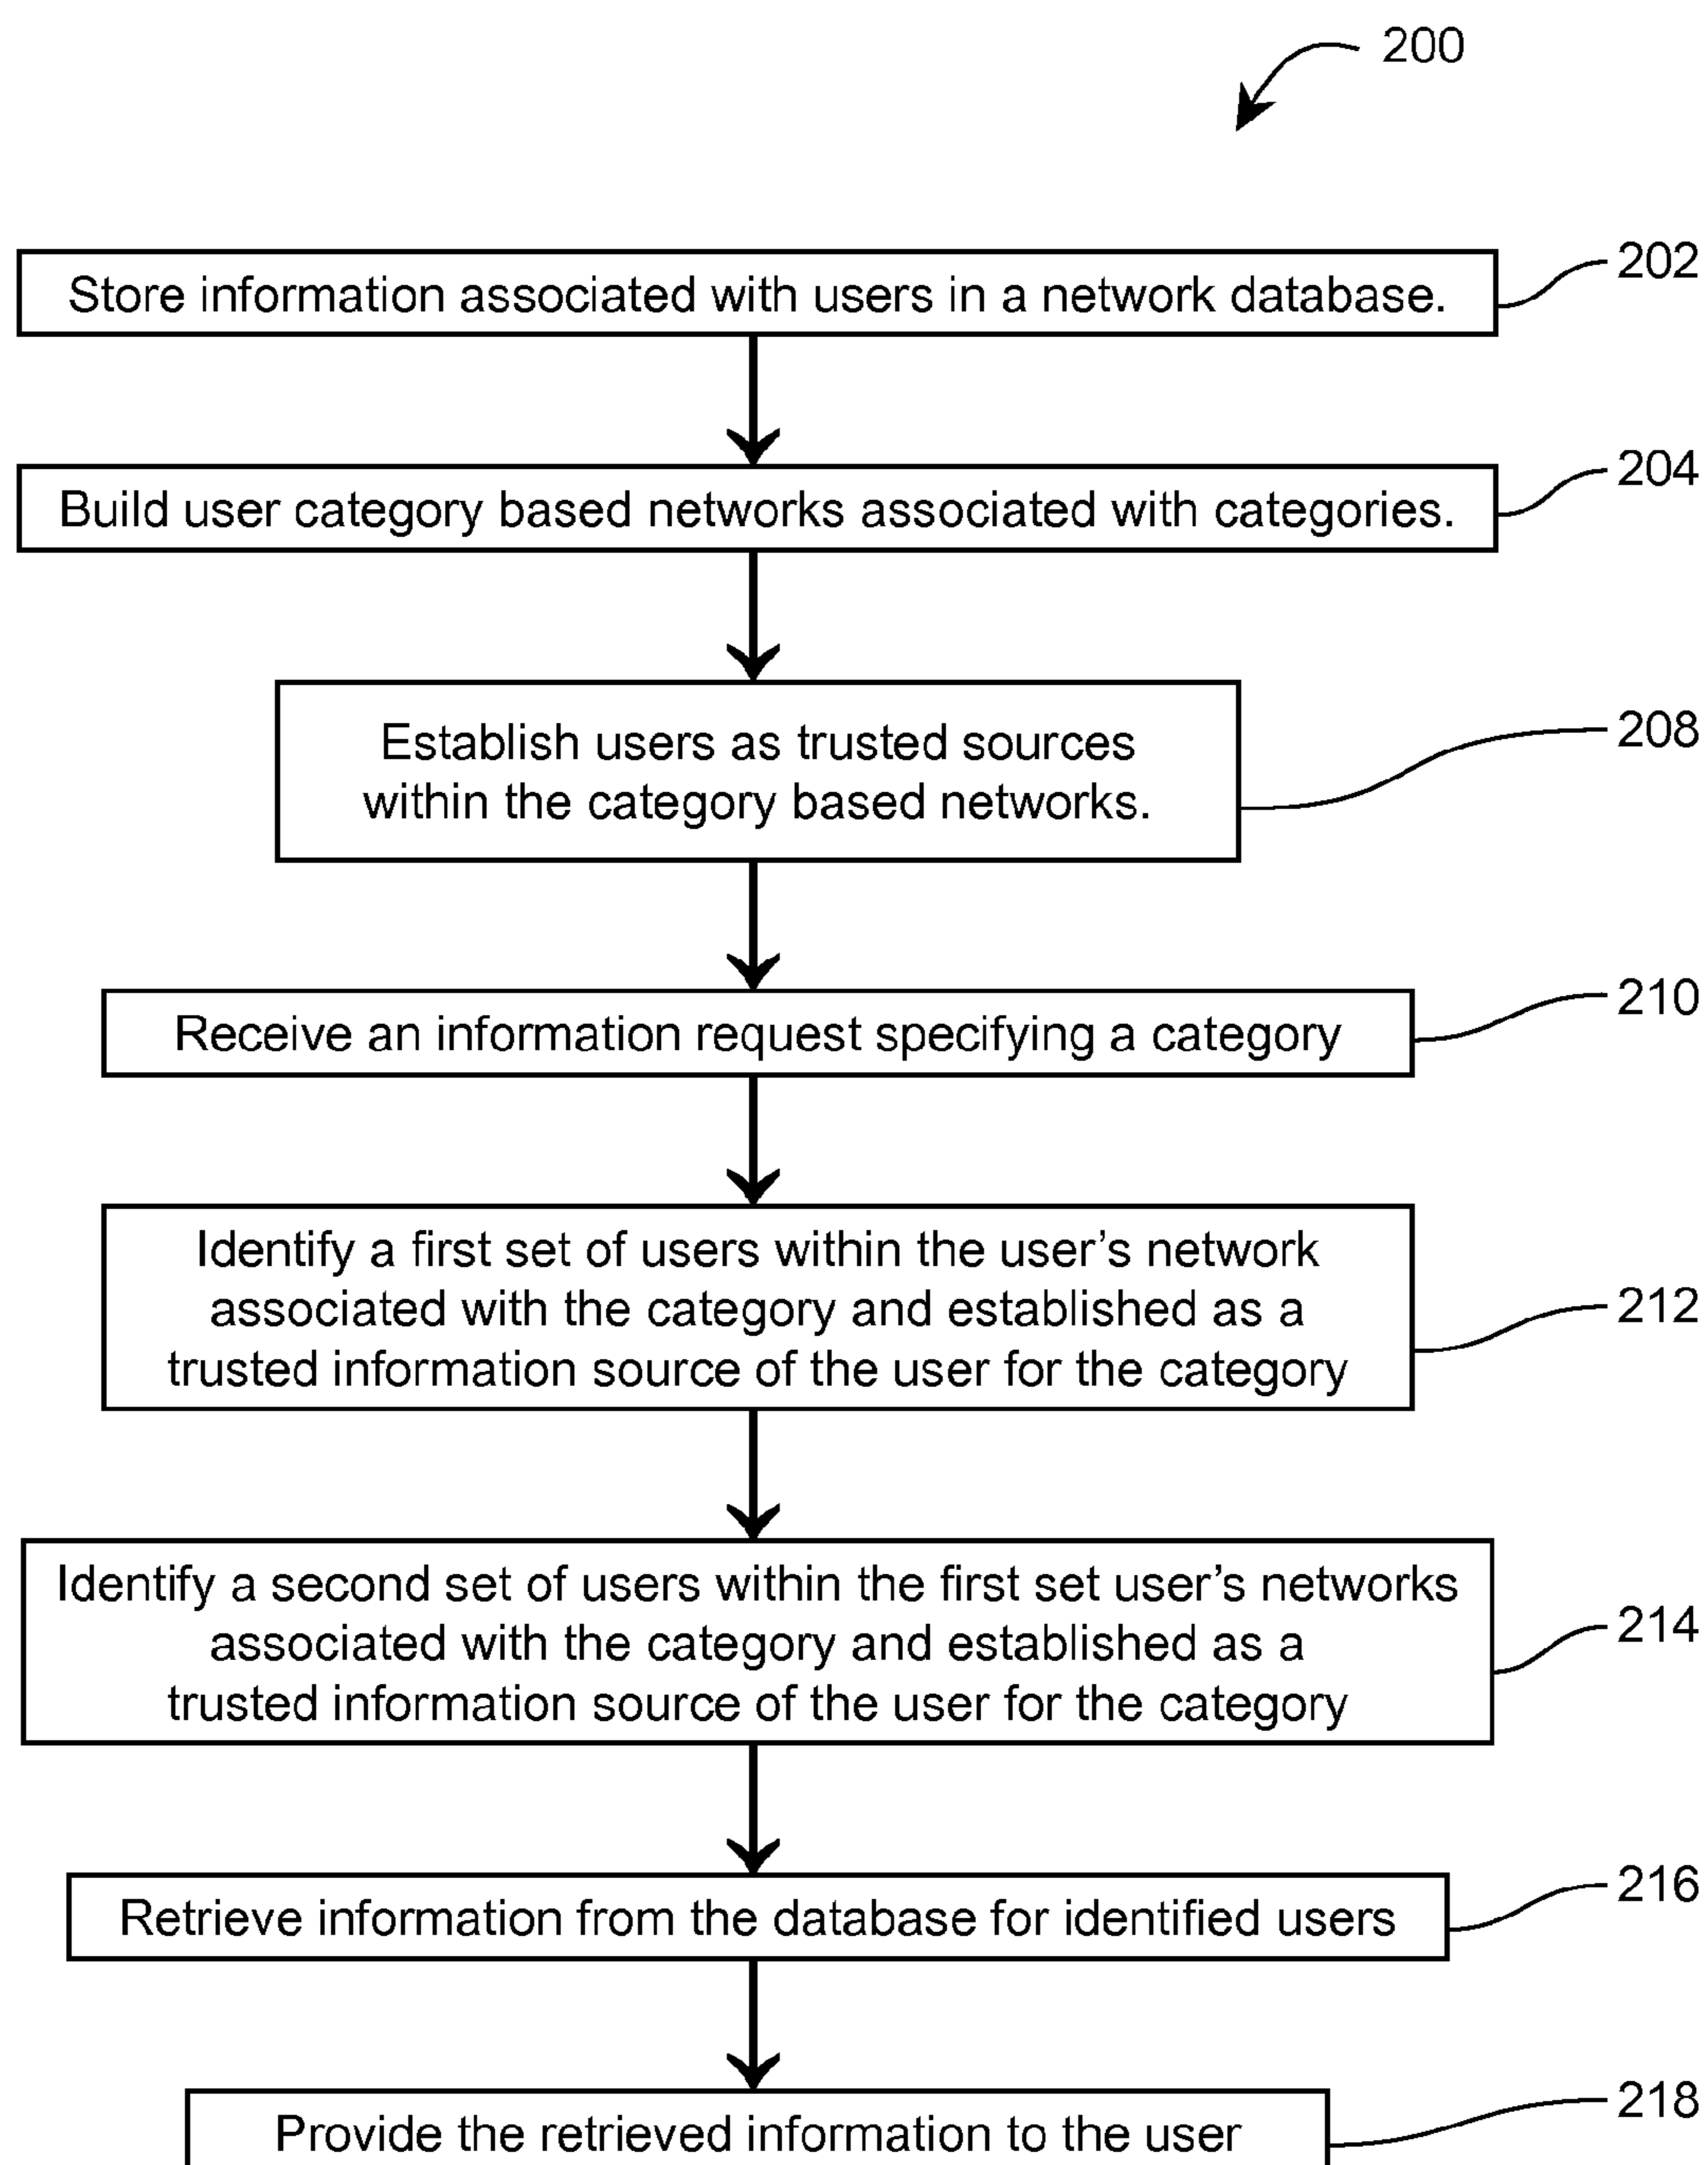 200
Store information associated with users in a network database.
202
Build user category based networks associated with categories.
204
Establish users as trusted sources
within the category based networks.
208
Receive an information request specifying a category
210
Identify a first set of users within the user's network
associated with the category and established as a
trusted information source of the user for the category
212
Identify a second set of users within the first set user's networks
associated with the category and established as a
trusted information source of the user for the category
214
Retrieve information from the database for identified users
216
Provide the retrieved information to the user
218